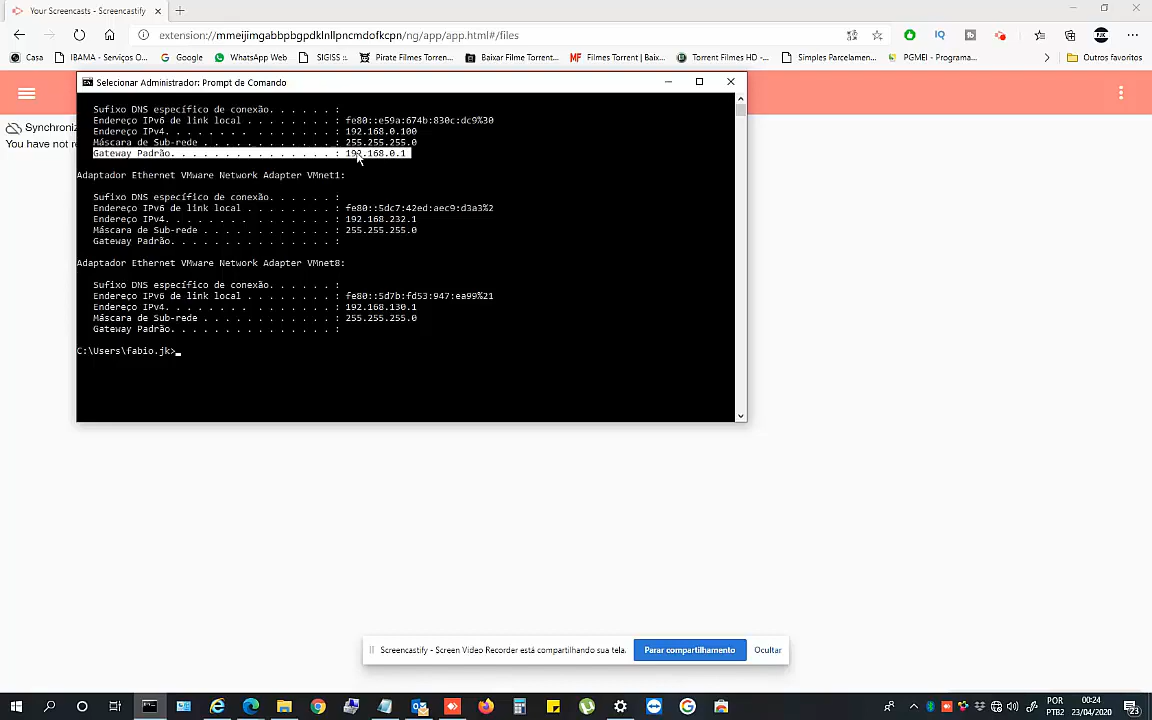 Your Screencasts - Screencastify
extension://mmeijimgabbpbgpdklnllpncmdofkcpn/ng/app/app.html#/files
IQ
Casa
IBAMA - Serviços O...
Google
WhatsApp Web
SIGISS ::.
Pirate Filmes Torren...
Baixar Filme Torrent...
MF Filmes Torrent | Baix...
Torrent Filmes HD -...
Simples Parcelamen...
PGMEI - Programa...
Outros favoritos
Selecionar Administrador: Prompt de Comando
Synchroniz
You have not r
Sufixo DNS específico de conexão. . . . . . :
Endereço IPv6 de link local . . . . . . . . : fe80::e59a:674b:830c:dc9%30
Endereço IPv4. . . . . . . .  . . . . . . . : 192.168.0.100
Máscara de Sub-rede . . . . . . . . . . . . : 255.255.255.0
Gateway Padrão. . . . . . . . . . . . . . . : 192.168.0.1
Adaptador Ethernet VMware Network Adapter VMnet1:
Sufixo DNS específico de conexão. . . . . . :
Endereço IPv6 de link local . . . . . . . . : fe80::5dc7:42ed:aec9:d3a3%2
Endereço IPv4. . . . . . . .  . . . . . . . : 192.168.232.1
Máscara de Sub-rede . . . . . . . . . . . . : 255.255.255.0
Gateway Padrão. . . . . . . . . . . . . . . :
Adaptador Ethernet VMware Network Adapter VMnet8:
Sufixo DNS específico de conexão. . . . . . :
Endereço IPv6 de link local . . . . . . . . : fe80::5d7b:fd53:947:ea99%21
Endereço IPv4. . . . . . . .  . . . . . . . : 192.168.130.1
Máscara de Sub-rede . . . . . . . . . . . . : 255.255.255.0
Gateway Padrão. . . . . . . . . . . . . . . :
C:\Users\fabio.jk>
Screencastify - Screen Video Recorder está compartilhando sua tela.
Parar compartilhamento
Ocultar
POR
PTB2
00:24
23/04/2020
23